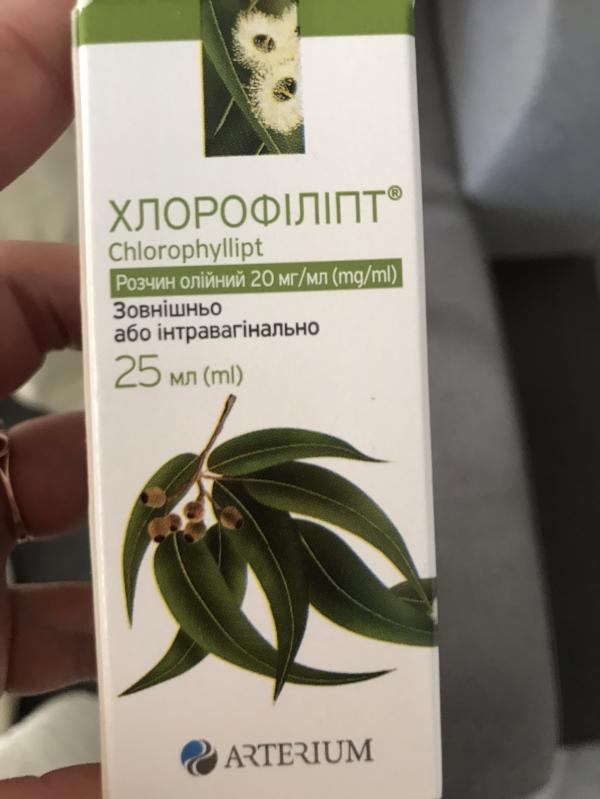 ХЛОРОФІЛІПТ®
Chlorophyllipt
Розчин олійний 20 мг/мл (mg/ml)
Зовнішньо
або інтравагінально
25 мл (ml)
ARTERIUM